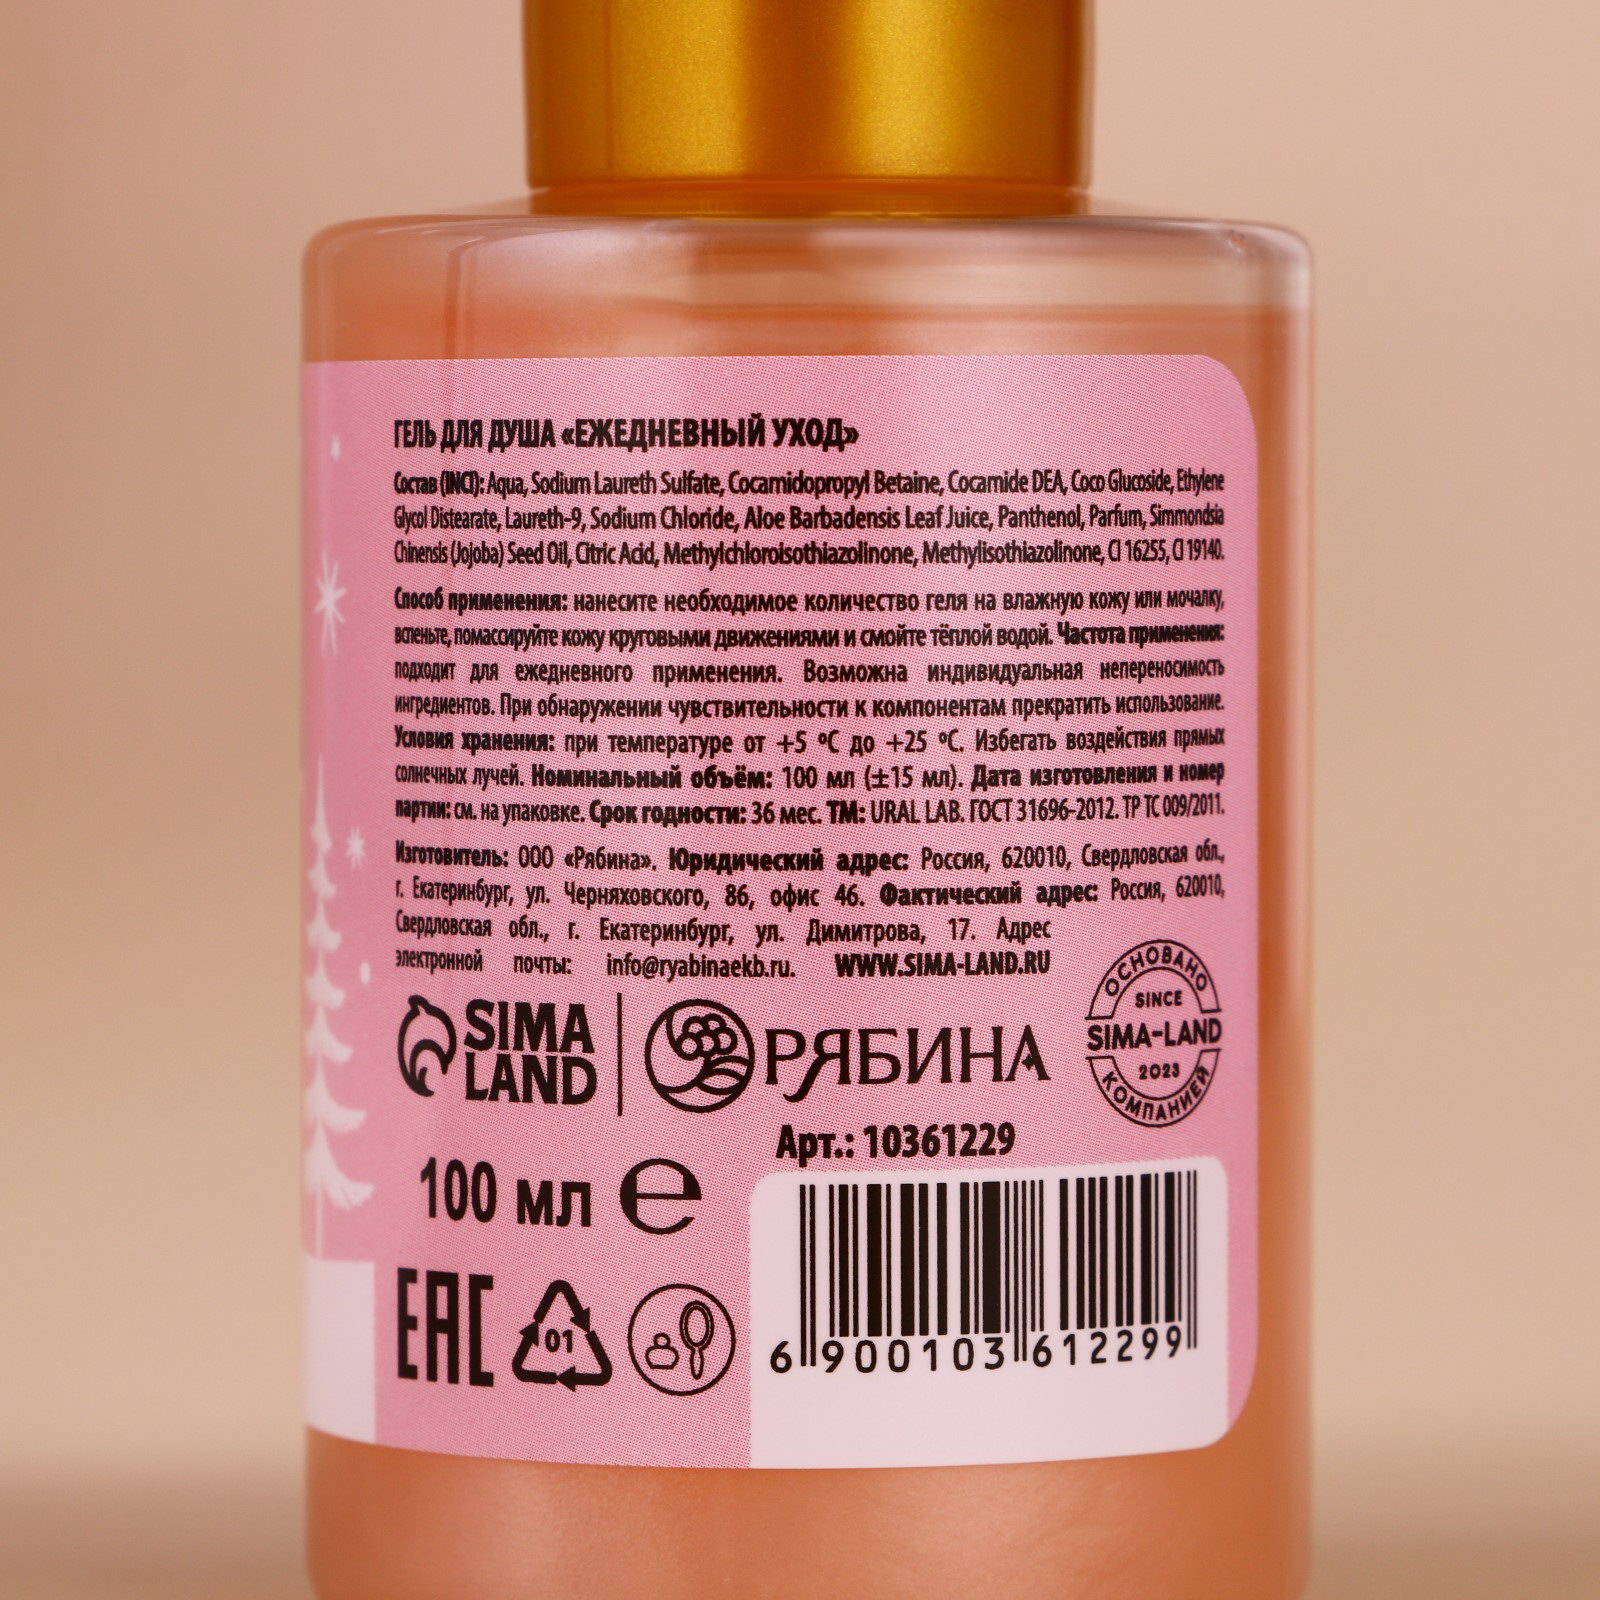 ГЕЛЬ ДЛЯ ДУША «ЕЖЕДНЕВНЫЙ УХОД»
Состав (INCI): Aqua, Sodium Laureth Sulfate, Cocamidopropyl Betaine, Cocamide DEA, Coco Glucoside, Ethylene
Glycol Distearate, Laureth-9, Sodium Chloride, Aloe Barbadensis Leaf Juice, Panthenol, Parfum, Simmondsia
Chinensis (Jojoba) Seed Oil, Citric Acid, Methylchloroisothiazolinone, Methylisothiazolinone, CI 16255, CI 19140.
Способ применения: нанесите необходимое количество геля на влажную кожу или мочалку,
вспеньте, помассируйте кожу круговыми движениями и смойте тёплой водой. Частота применения:
подходит для ежедневного применения. Возможна индивидуальная непереносимость
ингредиентов. При обнаружении чувствительности к компонентам прекратить использование.
Условия хранения: при температуре от +5 °С до +25 °С. Избегать воздействия прямых
солнечных лучей. Номинальный объём: 100 мл (±15 мл). Дата изготовления и номер
партии: см. на упаковке. Срок годности: 36 мес. ТМ: URAL LAB. ГОСТ 31696-2012. ТР ТС 009/2011.
Изготовитель: ООО «Рябина». Юридический адрес: Россия, 620010, Свердловская обл.,
г. Екатеринбург, ул. Черняховского, 86, офис 46. Фактический адрес: Россия, 620010,
Свердловская обл., г. Екатеринбург, ул. Димитрова, 17. Адрес
электронной почты: info@ryabinaekb.ru. WWW.SIMA-LAND.RU
SIMA
LAND
РЯБИНА
ОСНОВАНО
SINCE
SIMA-LAND
2023
КОМПАНИЕЙ
Арт.: 10361229
100 мл е
EAC
01
6 900103 612299